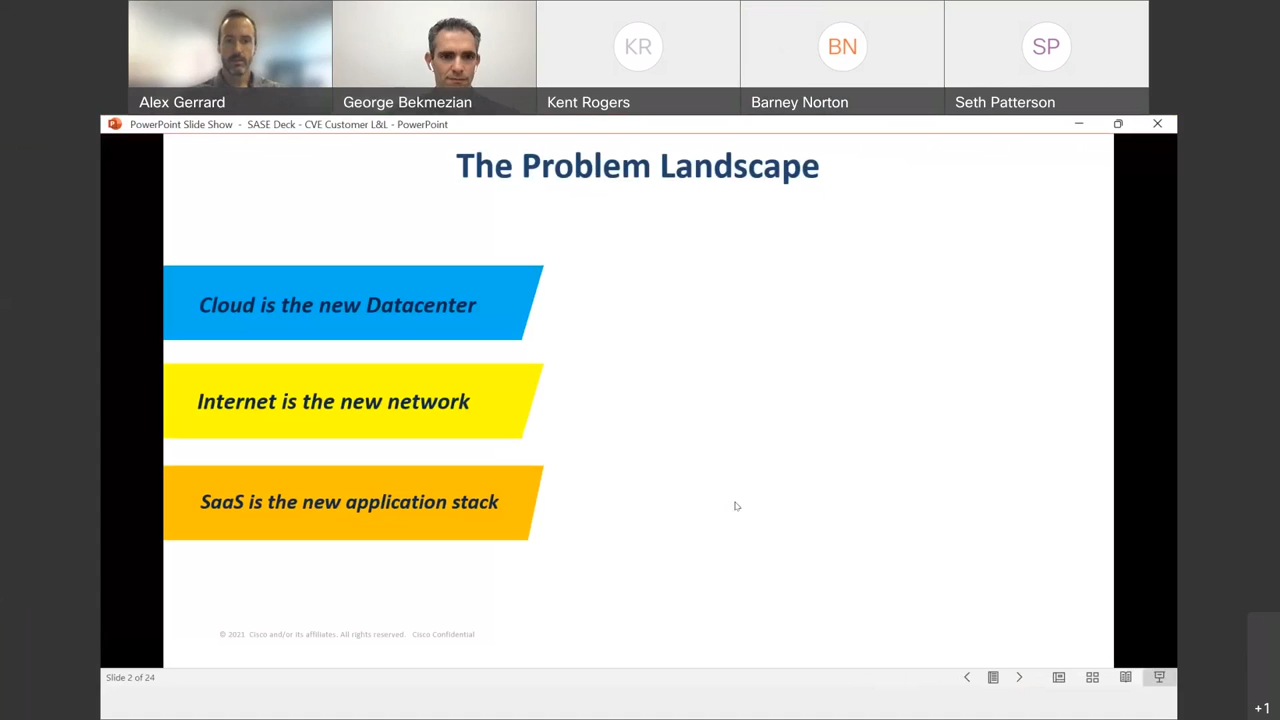 KR
BN
SP
Alex Gerrard
George Bekmezian
Kent Rogers
Barney Norton
Seth Patterson
PowerPoint Slide Show - SASE Deck - CVE Customer L&L - PowerPoint
The Problem Landscape
Cloud is the new Datacenter
Internet is the new network
SaaS is the new application stack
© 2021 Cisco and/or its affiliates. All rights reserved. Cisco Confidential
Slide 2 of 24
+1